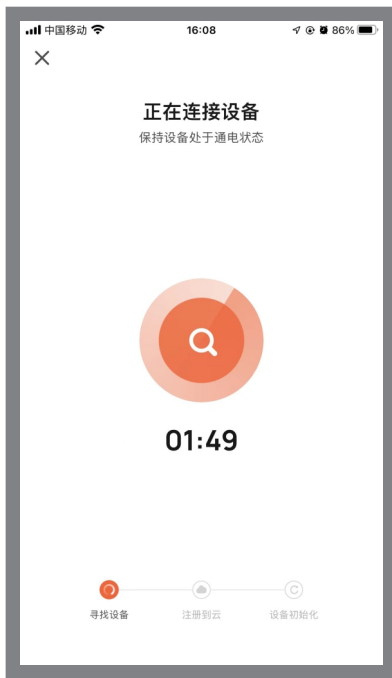 中国移动 16:08 86%
正在连接设备
保持设备处于通电状态
01:49
寻找设备 注册到云 设备初始化